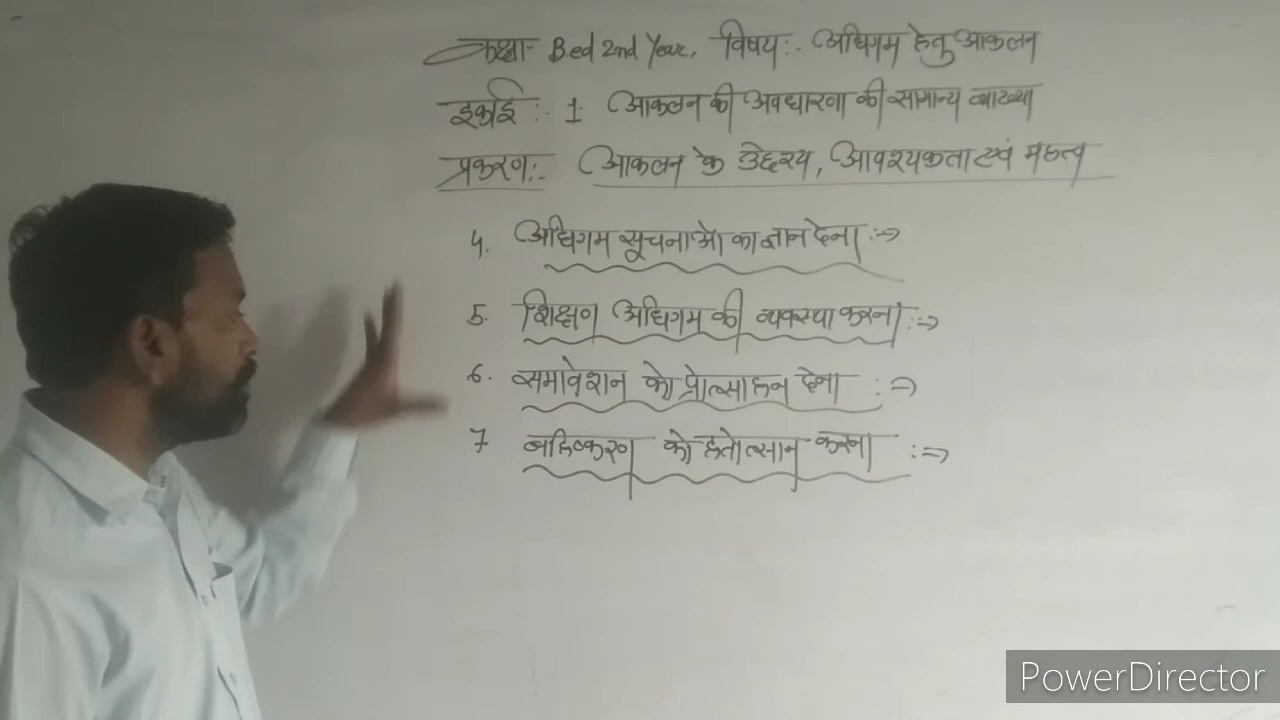 कक्षा- Bed 2nd Year, विषय:- अधिगम हेतु आकलन
इकाई:- 1. आकलन की अवधारणा की सामान्य व्याख्या
प्रकरण:- आकलन के उद्देश्य, आवश्यकता एवं महत्व
4. अधिगम सूचनाओ का ज्ञान देना :→
5. शिक्षण अधिगम की व्यवस्था करना :→
6. समावेशन को प्रोत्साहन देना :→
7 बहिष्करण को हतोत्सान करना :→
PowerDirector